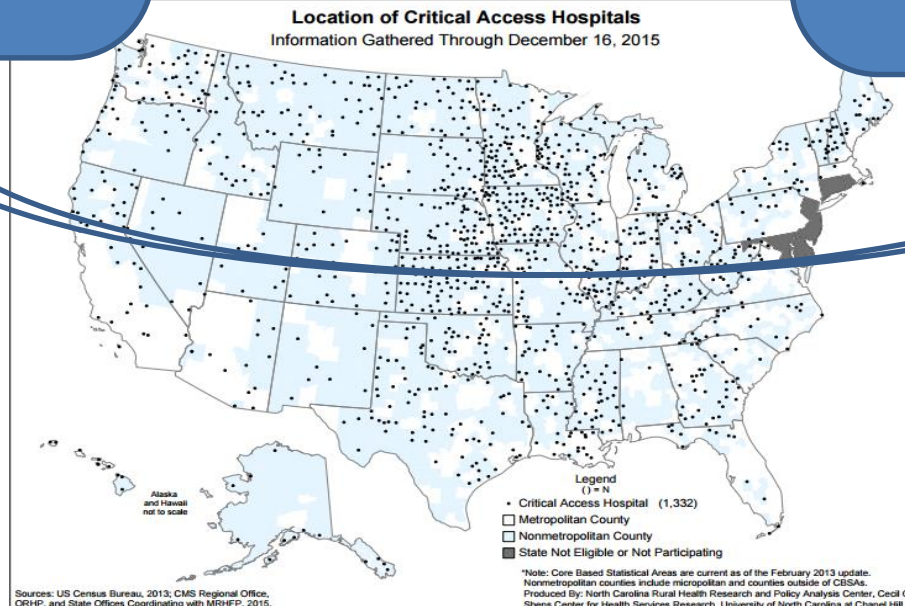 Location of Critical Access Hospitals
Information Gathered Through December 16, 2015
Alaska
and Hawaii
not to scale
Legend
( ) = N
Critical Access Hospital (1,332)
Metropolitan County
Nonmetropolitan County
State Not Eligible or Not Participating
*Note: Core Based Statistical Areas are current as of the February 2013 update.
Nonmetropolitan counties include micropolitan and counties outside of CBSAs.
Produced By: North Carolina Rural Health Research and Policy Analysis Center, Cecil
Sheps Center for Health Services Research, University of North Carolina at Chapel Hill
Sources: US Census Bureau, 2013; CMS Regional Office,
ORHP, and State Offices Coordinating with MRHFP, 2015.